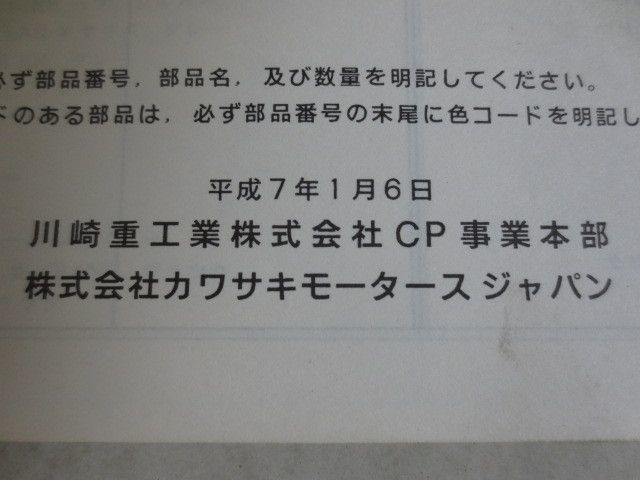 必ず部品番号，部品名，及び数量を明記してください。
ドのある部品は，必ず部品番号の末尾に色コードを明記し
平成7年1月6日
川崎重工業株式会社CP事業本部
株式会社カワサキモータースジャパン